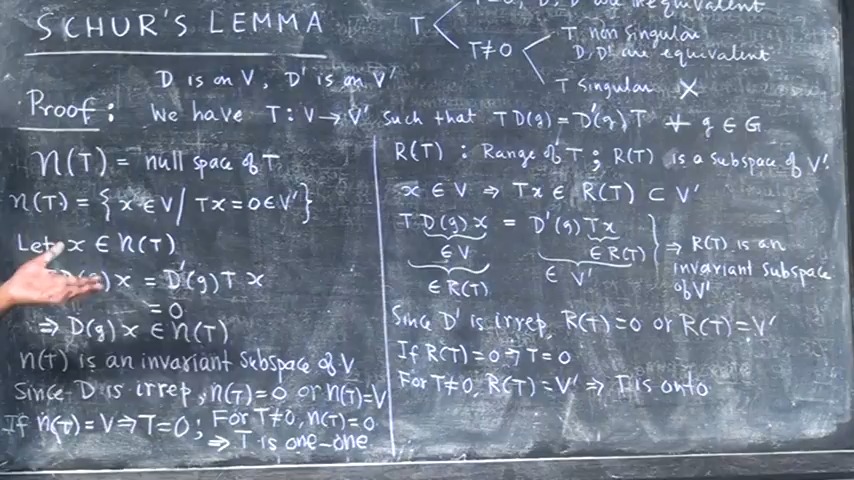 SCHUR'S LEMMA
T
T≠0
T non singular
D, D' are equivalent
T singular X
D is on V, D' is on V'
Proof: We have T: V → V' such that T D(g) = D'(g) T ∀ g ∈ G
n(T) = null space of T
n(T) = { x ∈ V / Tx = 0 ∈ V' }
Let x ∈ n(T)
D(g) x = D'(g) T x
= 0
⇒ D(g) x ∈ n(T)
n(T) is an invariant subspace of V
Since D is irrep, n(T) = 0 or n(T) = V
If n(T) = V ⇒ T = 0 ; For T≠0, n(T) = 0
⇒ T is one-one
R(T) : Range of T ; R(T) is a subspace of V'.
x ∈ V ⇒ Tx ∈ R(T) ⊂ V'
T D(g) x = D'(g) Tx
∈ V ∈ R(T)
∈ R(T) ∈ V'
⇒ R(T) is an
invariant subspace
of V'
Since D' is irrep, R(T) = 0 or R(T) = V'
If R(T) = 0 ⇒ T = 0
For T≠0, R(T) = V' ⇒ T is onto